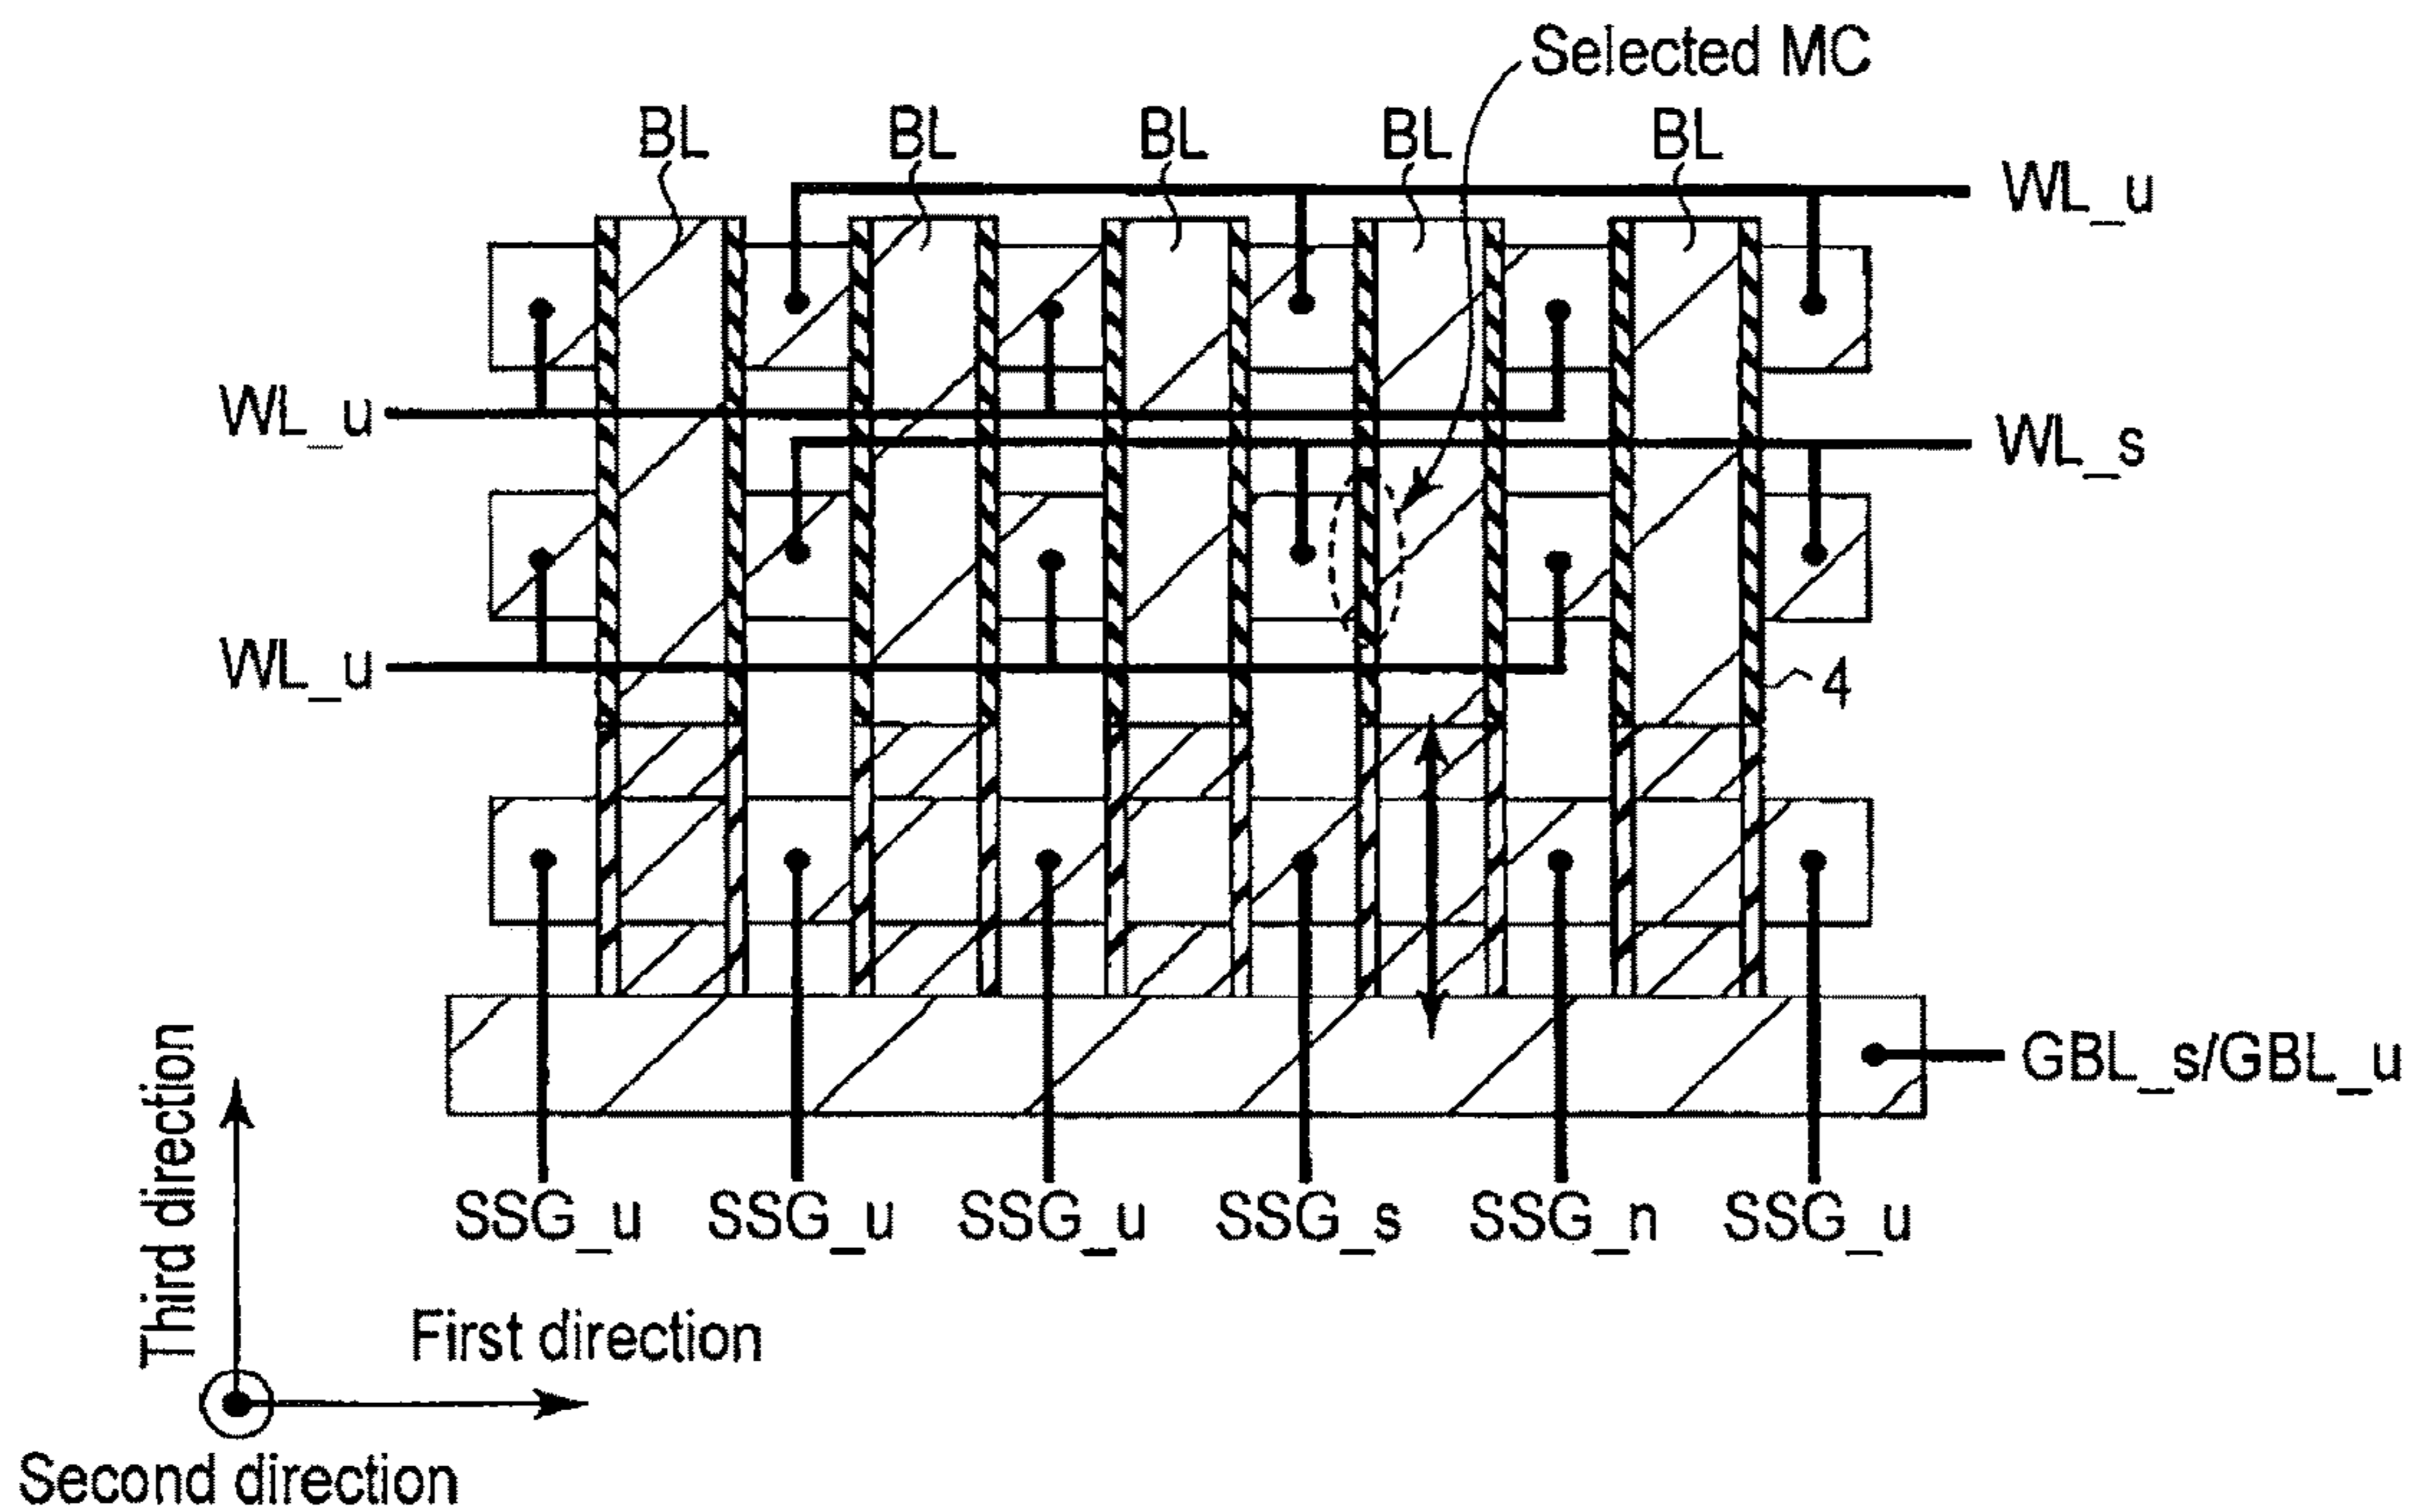 Selected MC
BL BL BL BL BL
WL_u
WL_u
WL_s
WL_u
4
GBL_s/GBL_u
SSG_u SSG_u SSG_u SSG_s SSG_n SSG_u
Third direction
First direction
Second direction